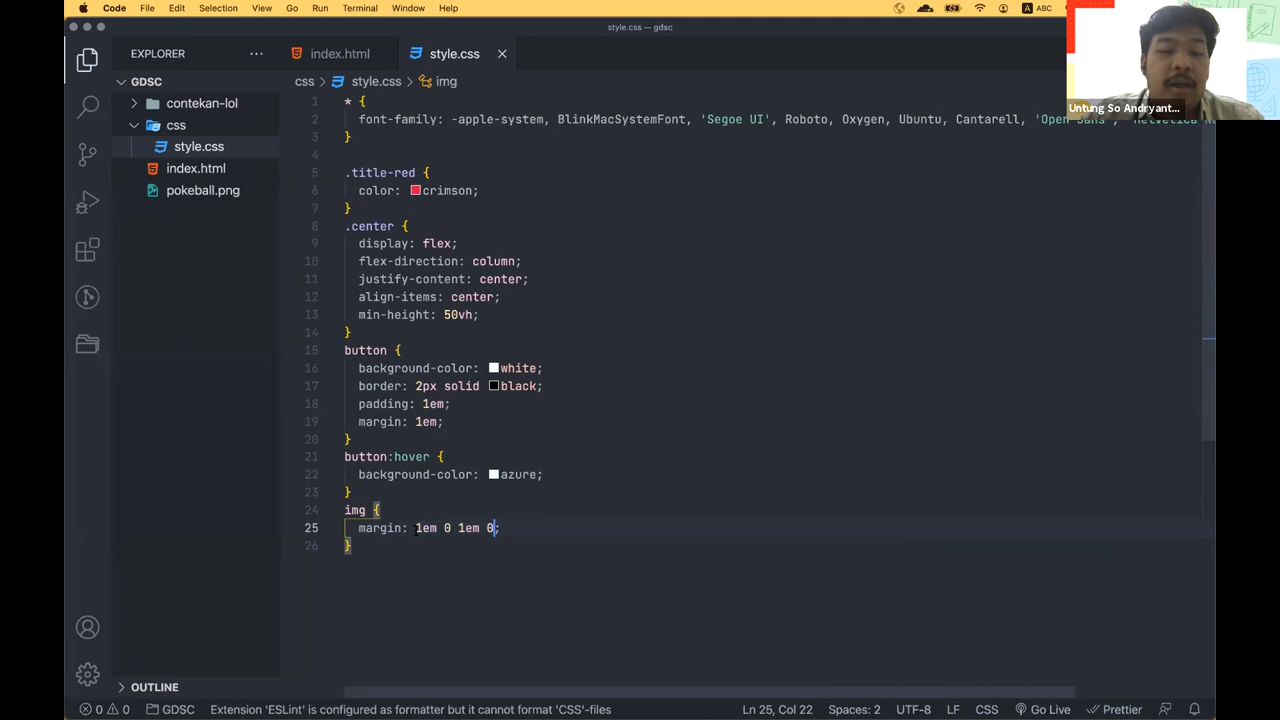 Code File Edit Selection View Go Run Terminal Window Help A ABC
style.css — gdsc
EXPLORER ···
index.html
style.css
GDSC
contekan-lol
css
style.css
index.html
pokeball.png
css > style.css > img
1 * {
2 font-family: -apple-system, BlinkMacSystemFont, 'Segoe UI', Roboto, Oxygen, Ubuntu, Cantarell, 'Open Sans', 'Helvetica
3 }
4
5 .title-red {
6 color: crimson;
7 }
8 .center {
9 display: flex;
10 flex-direction: column;
11 justify-content: center;
12 align-items: center;
13 min-height: 50vh;
14 }
15 button {
16 background-color: white;
17 border: 2px solid black;
18 padding: 1em;
19 margin: 1em;
20 }
21 button:hover {
22 background-color: azure;
23 }
24 img {
25 margin: 1em 0 1em 0;
26 }
Untung So Andryant...
OUTLINE
0 0 GDSC Extension 'ESLint' is configured as formatter but it cannot format 'CSS'-files Ln 25, Col 22 Spaces: 2 UTF-8 LF CSS Go Live Prettier